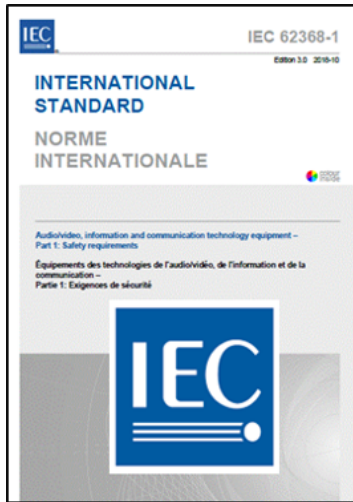 IEC
IEC 62368-1
Edition 3.0 2018-10
INTERNATIONAL
STANDARD
NORME
INTERNATIONALE
colour
inside
Audio/video, information and communication technology equipment –
Part 1: Safety requirements
Équipements des technologies de l'audio/vidéo, de l'information et de la
communication –
Partie 1: Exigences de sécurité
IEC